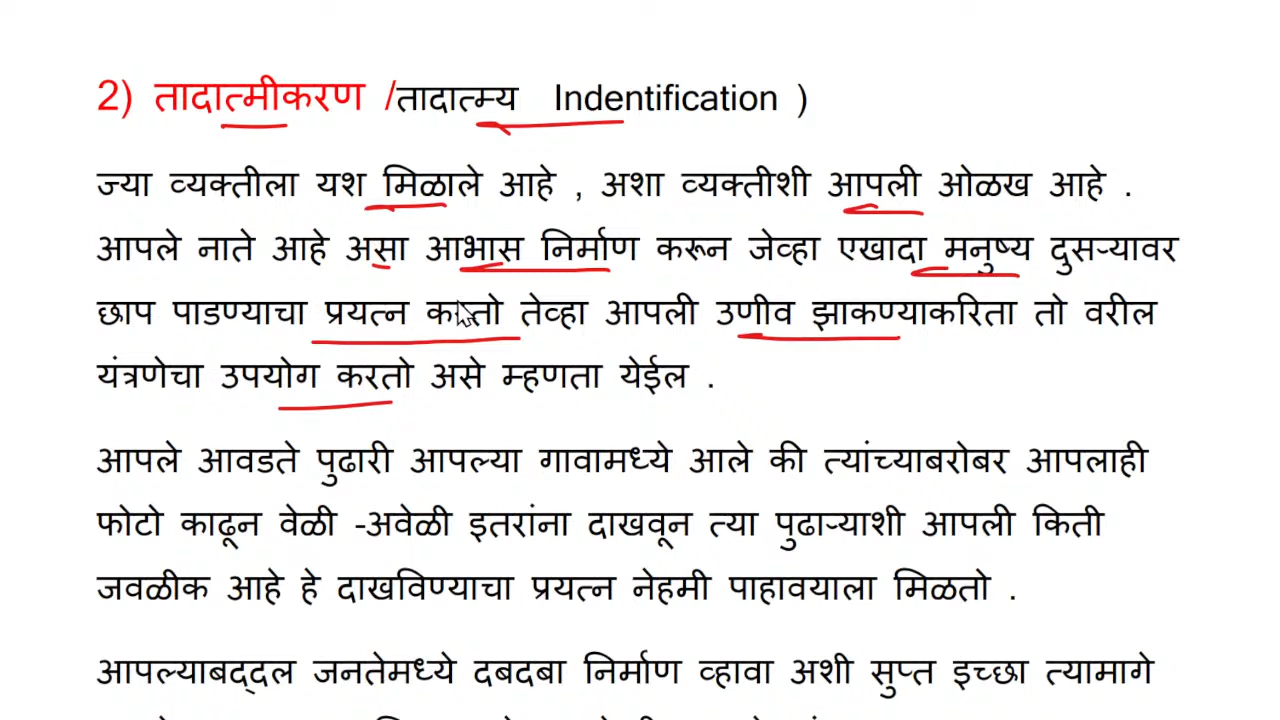 2) तादात्मीकरण /तादात्म्य Indentification )
ज्या व्यक्तीला यश मिळाले आहे , अशा व्यक्तीशी आपली ओळख आहे .
आपले नाते आहे असा आभास निर्माण करून जेव्हा एखादा मनुष्य दुसऱ्यावर
छाप पाडण्याचा प्रयत्न करतो तेव्हा आपली उणीव झाकण्याकरिता तो वरील
यंत्रणेचा उपयोग करतो असे म्हणता येईल .
आपले आवडते पुढारी आपल्या गावामध्ये आले की त्यांच्याबरोबर आपलाही
फोटो काढून वेळी -अवेळी इतरांना दाखवून त्या पुढाऱ्याशी आपली किती
जवळीक आहे हे दाखविण्याचा प्रयत्न नेहमी पाहावयाला मिळतो .
आपल्याबद्दल जनतेमध्ये दबदबा निर्माण व्हावा अशी सुप्त इच्छा त्यामागे